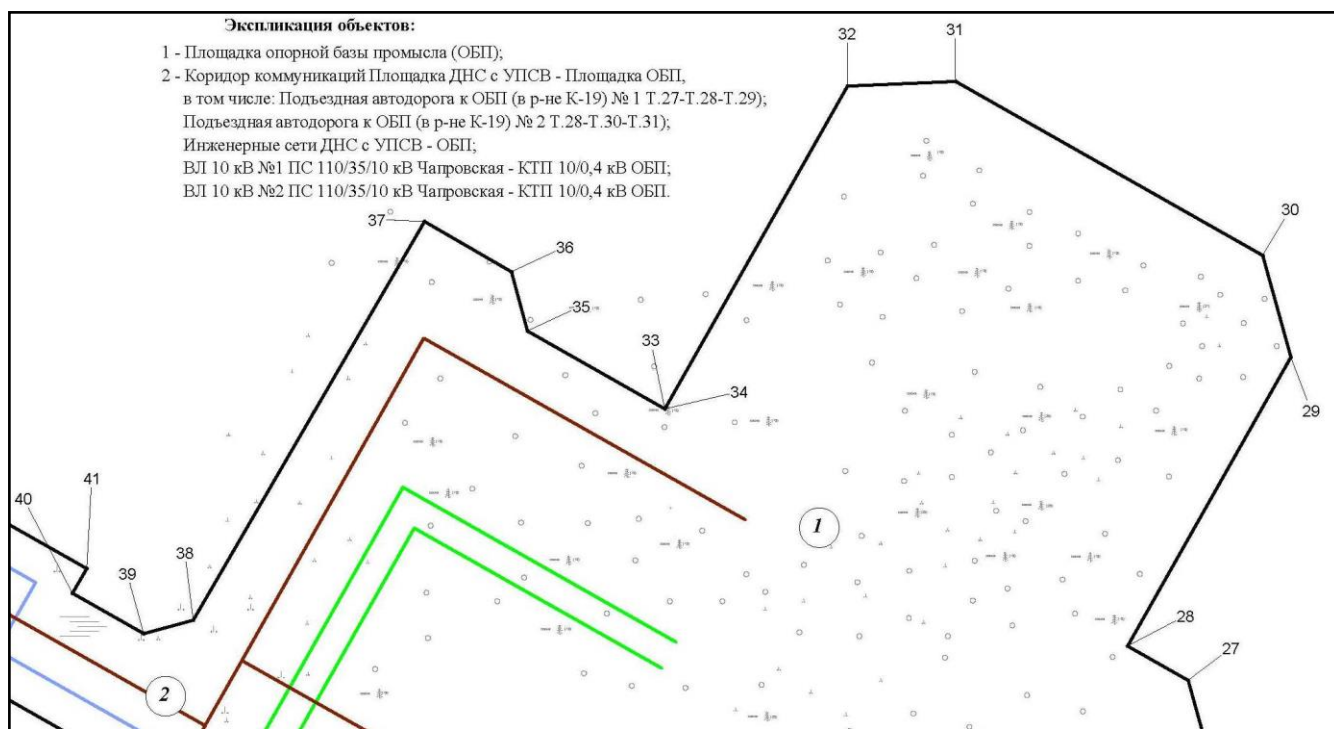 Экспликация объектов:
1 - Площадка опорной базы промысла (ОБП);
2 - Коридор коммуникаций Площадка ДНС с УПСВ - Площадка ОБП,
в том числе: Подъездная автодорога к ОБП (в р-не К-19) № 1 Т.27-Т.28-Т.29);
Подъездная автодорога к ОБП (в р-не К-19) № 2 Т.28-Т.30-Т.31);
Инженерные сети ДНС с УПСВ - ОБП;
ВЛ 10 кВ №1 ПС 110/35/10 кВ Чапровская - КТП 10/0,4 кВ ОБП;
ВЛ 10 кВ №2 ПС 110/35/10 кВ Чапровская - КТП 10/0,4 кВ ОБП.
32
31
37
36
30
35
33
34
29
40
41
39
38
1
28
27
2